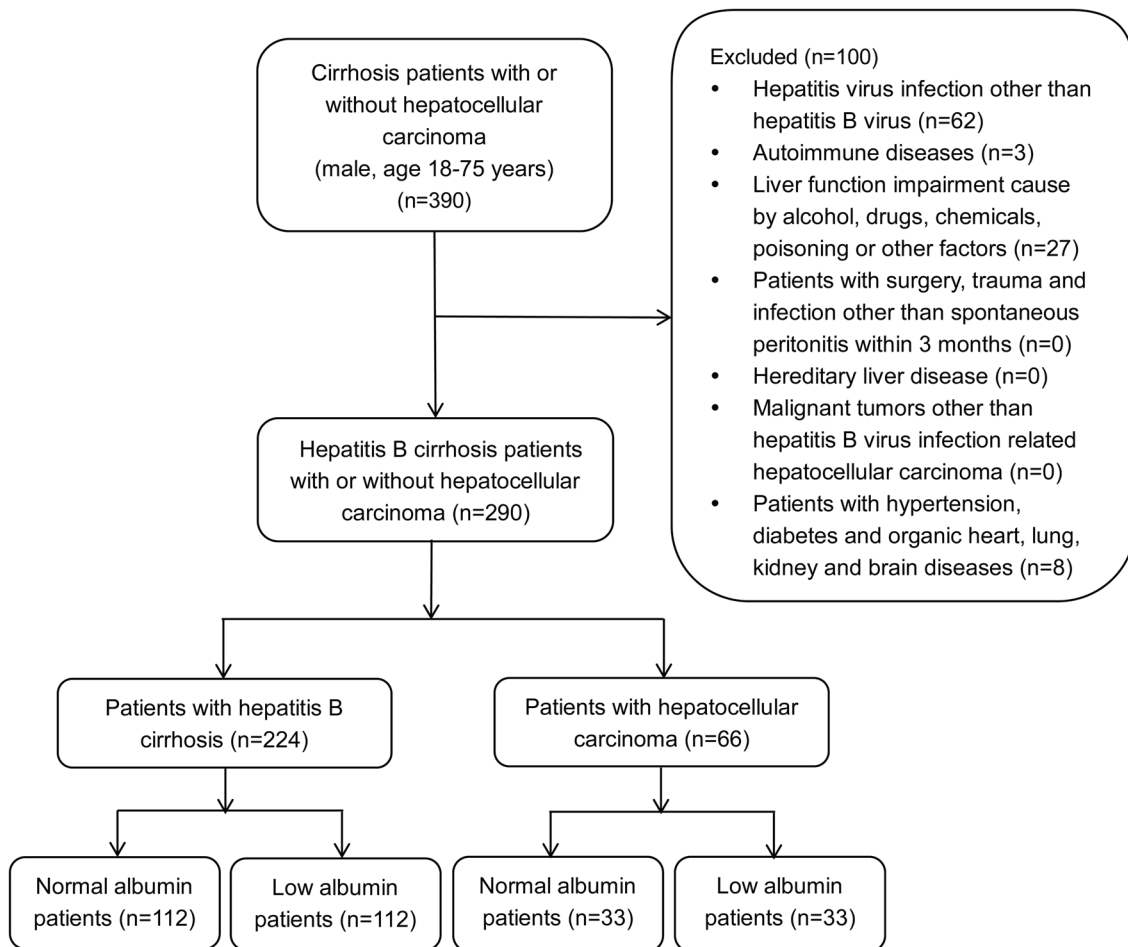 Cirrhosis patients with or
without hepatocellular
carcinoma
(male, age 18-75 years)
(n=390)
Excluded (n=100)
• Hepatitis virus infection other than
hepatitis B virus (n=62)
• Autoimmune diseases (n=3)
• Liver function impairment cause
by alcohol, drugs, chemicals,
poisoning or other factors (n=27)
• Patients with surgery, trauma and
infection other than spontaneous
peritonitis within 3 months (n=0)
• Hereditary liver disease (n=0)
• Malignant tumors other than
hepatitis B virus infection related
hepatocellular carcinoma (n=0)
• Patients with hypertension,
diabetes and organic heart, lung,
kidney and brain diseases (n=8)
Hepatitis B cirrhosis patients
with or without hepatocellular
carcinoma (n=290)
Patients with hepatitis B
cirrhosis (n=224)
Patients with hepatocellular
carcinoma (n=66)
Normal albumin
patients (n=112)
Low albumin
patients (n=112)
Normal albumin
patients (n=33)
Low albumin
patients (n=33)